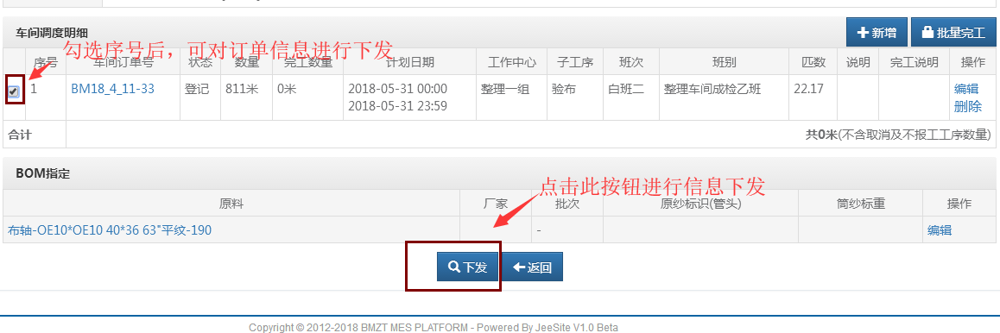 车间调度明细
新增
批量完工
勾选序号后，可对订单信息进行下发
序号 车间订单号 状态 数量 完工数量 计划日期 工作中心 子工序 班次 班别 匹数 说明 完工说明 操作
1 BM18_4_11-33 登记 811米 0米 2018-05-31 00:00 整理一组 验布 白班二 整理车间成检乙班 22.17 编辑
2018-05-31 23:59 删除
合计 共0米(不含取消及不报工工序数量)
BOM指定
点击此按钮进行信息下发
原料 厂家 批次 原纱标识(管头) 筒纱标重 操作
布轴-OE10*OE10 40*36 63"平纹-190 - 编辑
下发 返回
Copyright © 2012-2018 BMZT MES PLATFORM - Powered By JeeSite V1.0 Beta